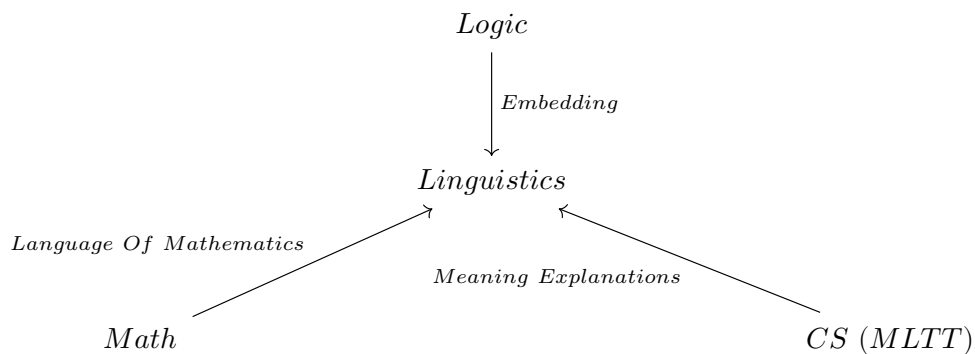 Logic
Embedding
Linguistics
Language Of Mathematics
Meaning Explanations
Math
CS (MLTT)